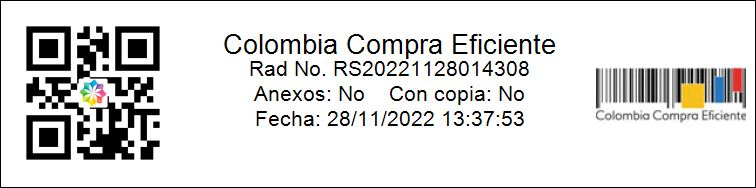 Colombia Compra Eficiente
Rad No. RS20221128014308
Anexos: No Con copia: No
Fecha: 28/11/2022 13:37:53
Colombia Compra Eficiente